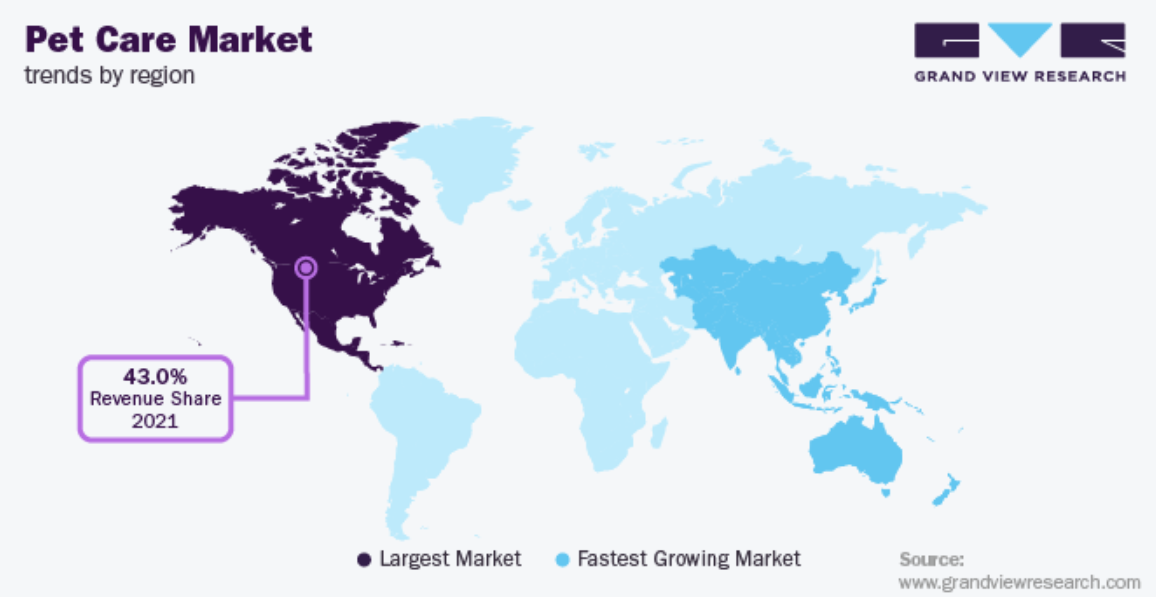 Pet Care Market
trends by region
GRAND VIEW RESEARCH
43.0%
Revenue Share
2021
Largest Market
Fastest Growing Market
Source:
www.grandviewresearch.com